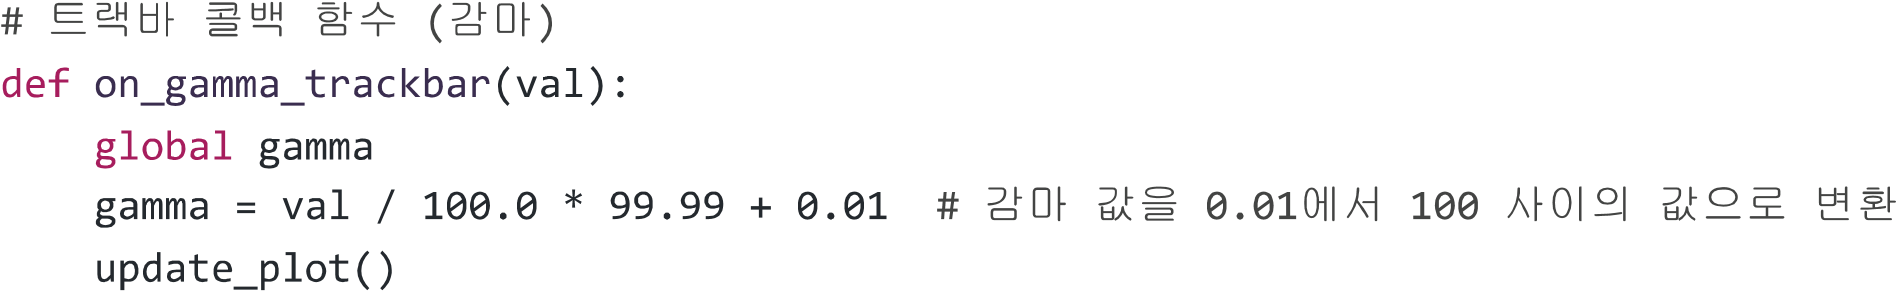 # 트랙바 콜백 함수 (감마)
def on_gamma_trackbar(val):
    global gamma
    gamma = val / 100.0 * 99.99 + 0.01  # 감마 값을 0.01에서 100 사이의 값으로 변환
    update_plot()